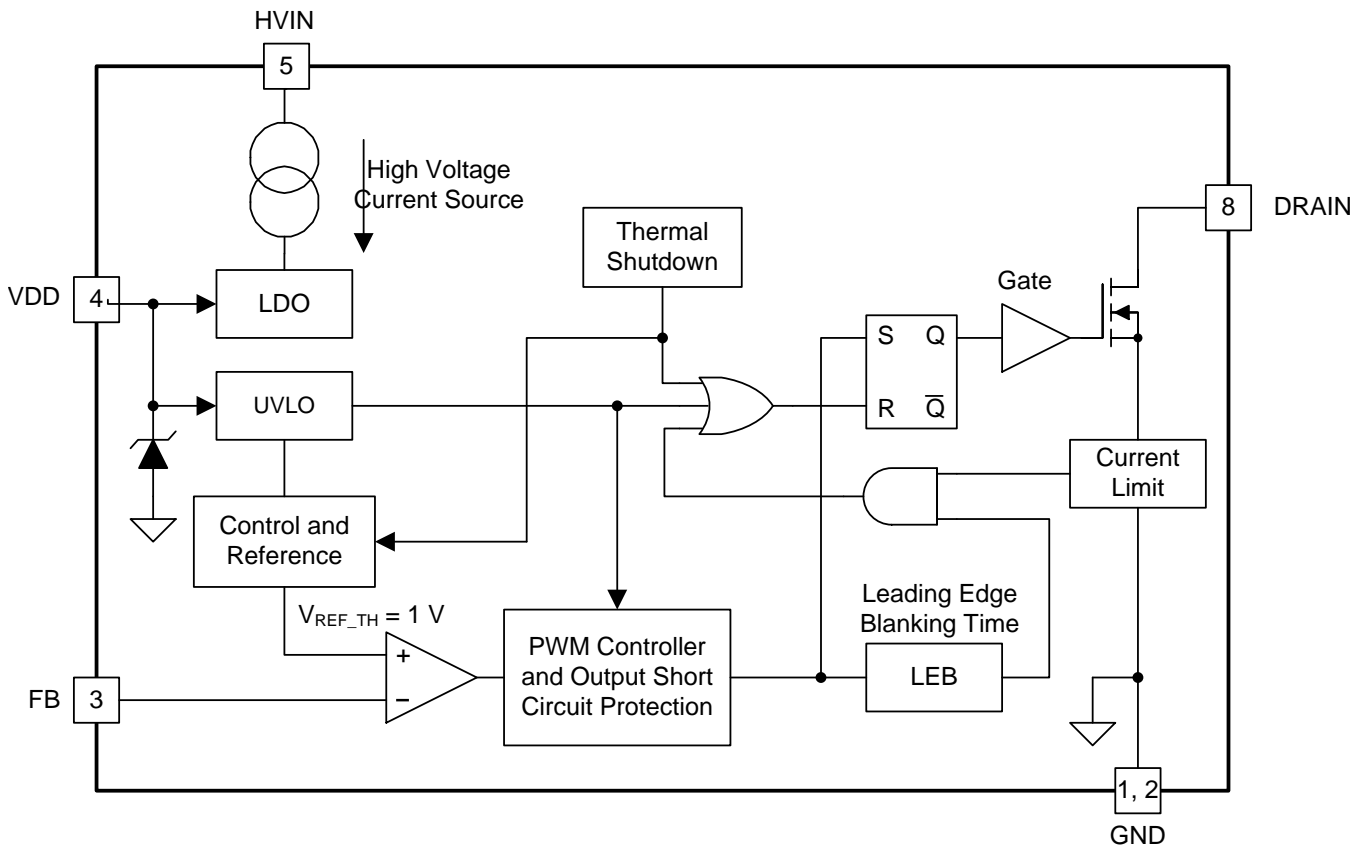 HVIN
5
High Voltage
Current Source
8
DRAIN
Thermal
Shutdown
VDD
4
LDO
Gate
S
Q
UVLO
R
Q̅
Current
Limit
Control and
Reference
V_REF_TH = 1 V
Leading Edge
Blanking Time
+
PWM Controller
and Output Short
Circuit Protection
LEB
FB
3
−
1, 2
GND